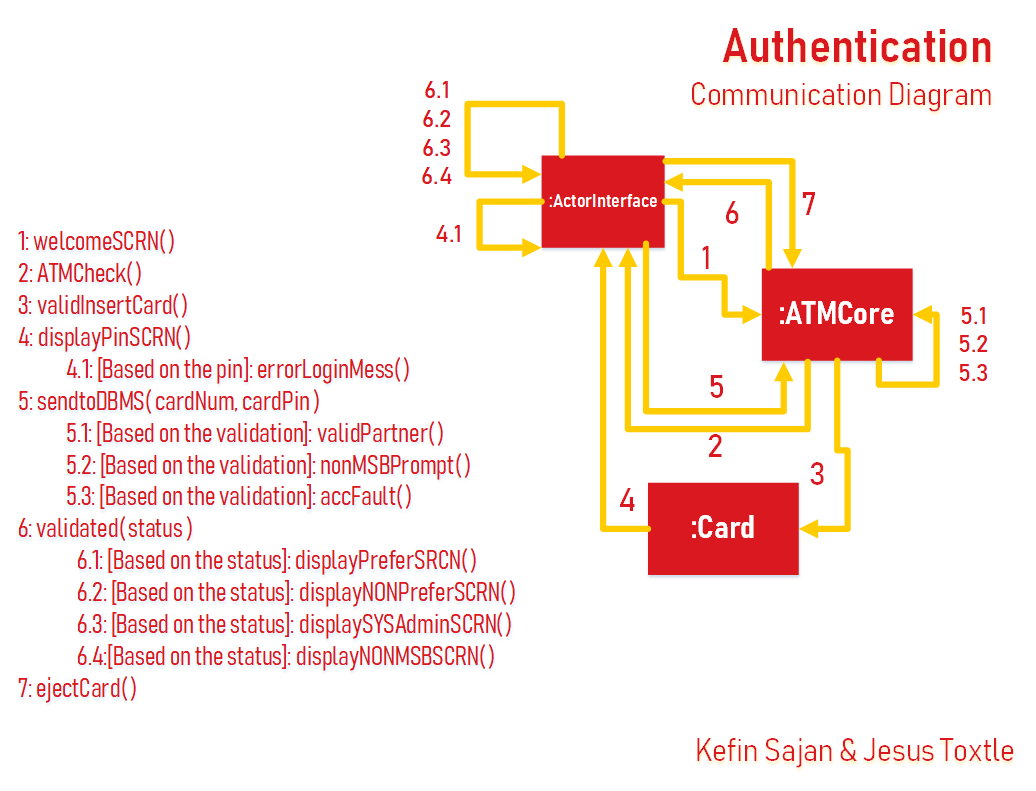 Authentication
Communication Diagram
6.1
6.2
6.3
6.4
:ActorInterface
4.1
7
6
1
:ATMCore
5.1
5.2
5.3
5
2
3
4
:Card
1: welcomeSCRN()
2: ATMCheck()
3: validInsertCard()
4: displayPinSCRN()
4.1: [Based on the pin]: errorLoginMess()
5: sendtoDBMS( cardNum, cardPin )
5.1: [Based on the validation]: validPartner()
5.2: [Based on the validation]: nonMSBPrompt()
5.3: [Based on the validation]: accFault()
6: validated( status )
6.1: [Based on the status]: displayPreferSRCN()
6.2: [Based on the status]: displayNONPreferSCRN()
6.3: [Based on the status]: displaySYSAdminSCRN()
6.4:[Based on the status]: displayNONMSBSCRN()
7: ejectCard()
Kefin Sajan & Jesus Toxtle